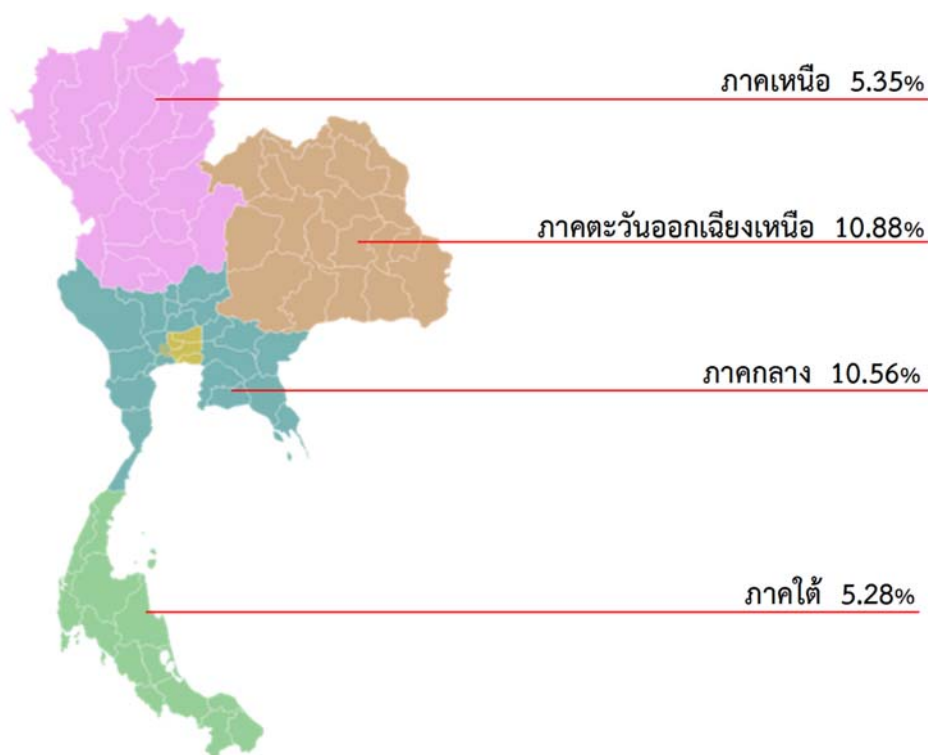 ภาคเหนือ 5.35%
ภาคตะวันออกเฉียงเหนือ 10.88%
ภาคกลาง 10.56%
ภาคใต้ 5.28%